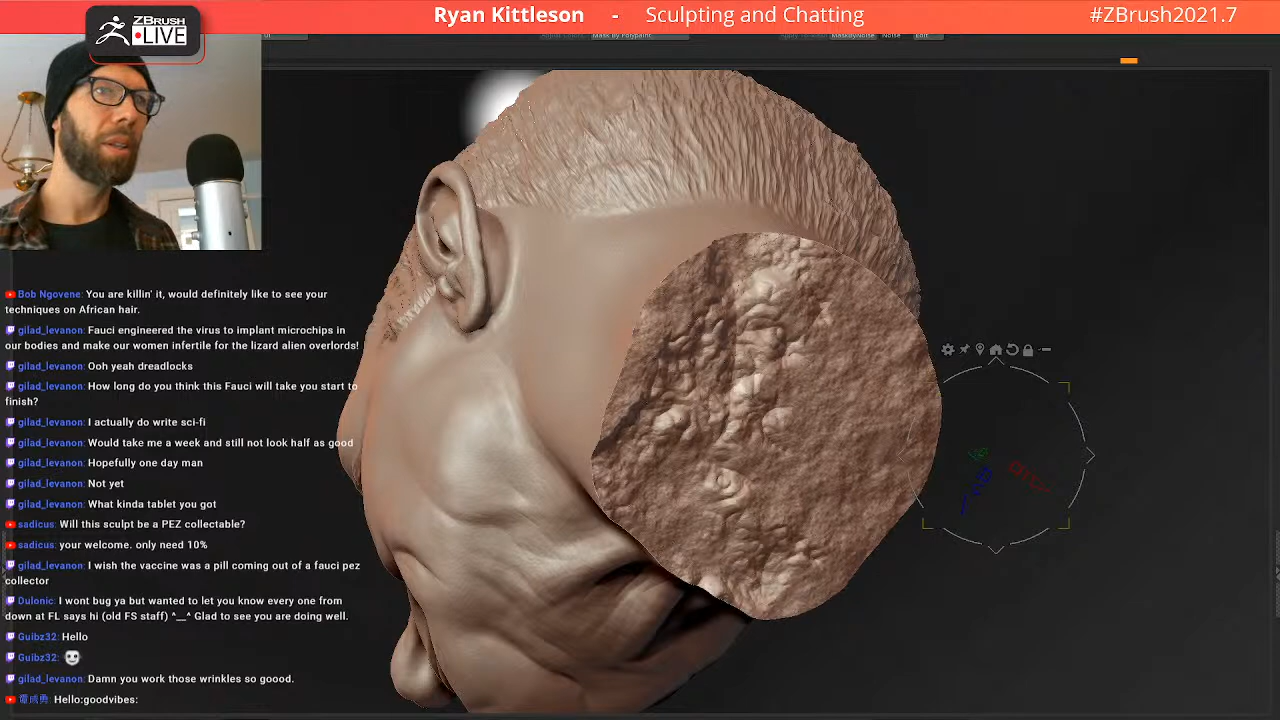 Ryan Kittleson - Sculpting and Chatting #ZBrush2021.7
ZBRUSH
LIVE
Mask By Polypaint MaskByNoise Noise Edit
Bob Ngovene: You are killin' it, would definitely like to see your
techniques on African hair.
gilad_levanon: Fauci engineered the virus to implant microchips in
our bodies and make our women infertile for the lizard alien overlords!
gilad_levanon: Ooh yeah dreadlocks
gilad_levanon: How long do you think this Fauci will take you start to
finish?
gilad_levanon: I actually do write sci-fi
gilad_levanon: Would take me a week and still not look half as good
gilad_levanon: Hopefully one day man
gilad_levanon: Not yet
gilad_levanon: What kinda tablet you got
sadicus: Will this sculpt be a PEZ collectable?
sadicus: your welcome. only need 10%
gilad_levanon: I wish the vaccine was a pill coming out of a fauci pez
collector
Dulonic: I wont bug ya but wanted to let you know every one from
down at FL says hi (old FS staff) ^__^ Glad to see you are doing well.
Guibz32: Hello
Guibz32:
gilad_levanon: Damn you work those wrinkles so goood.
Hello:goodvibes: